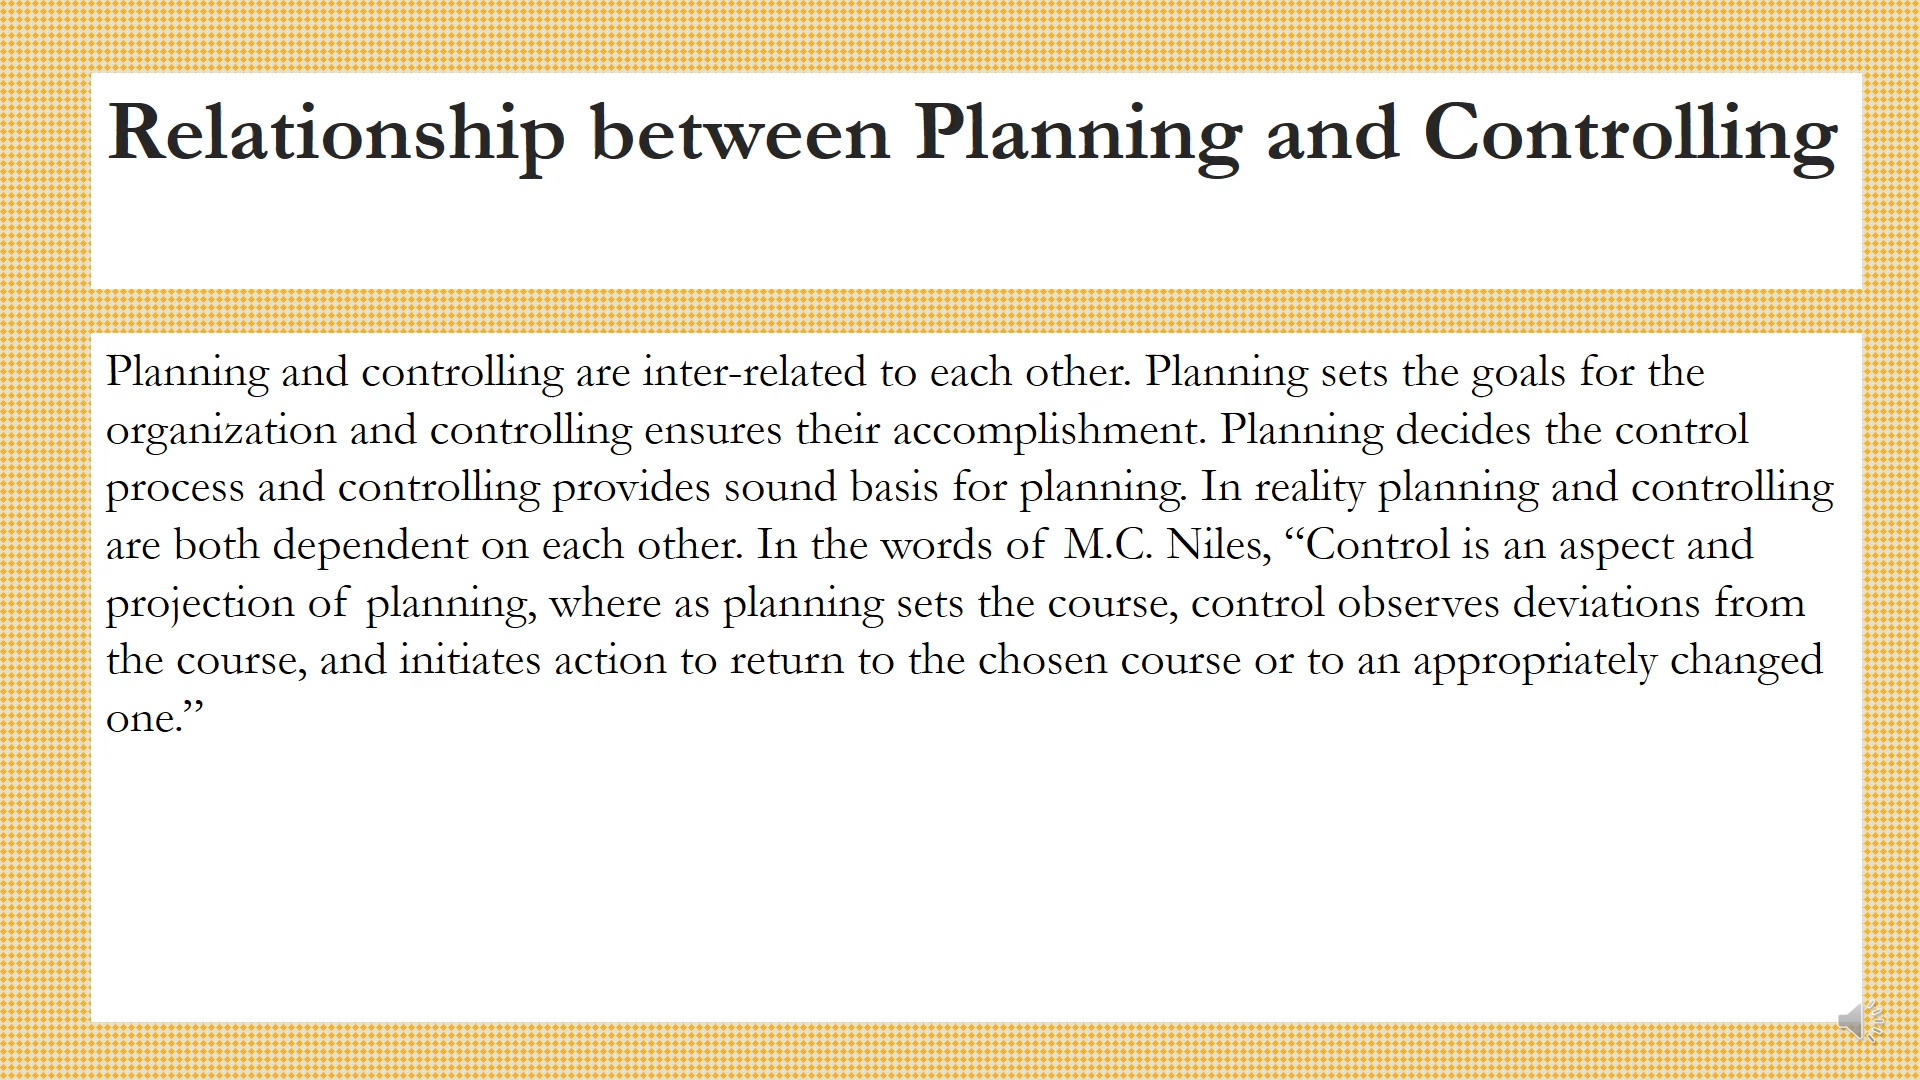 Relationship between Planning and Controlling
Planning and controlling are inter-related to each other. Planning sets the goals for the
organization and controlling ensures their accomplishment. Planning decides the control
process and controlling provides sound basis for planning. In reality planning and controlling
are both dependent on each other. In the words of M.C. Niles, “Control is an aspect and
projection of planning, where as planning sets the course, control observes deviations from
the course, and initiates action to return to the chosen course or to an appropriately changed
one.”